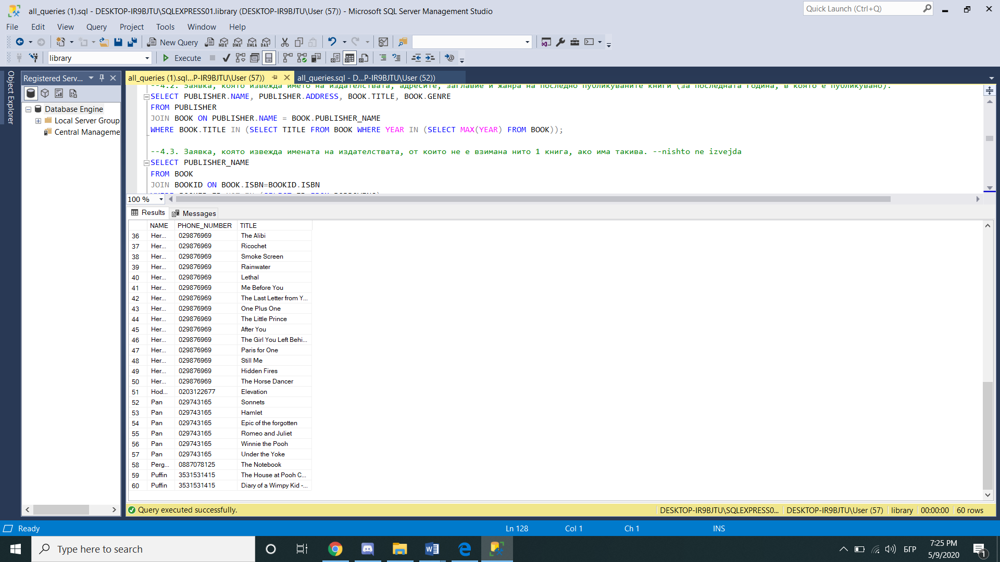 all_queries (1).sql - DESKTOP-IR9BJTU\SQLEXPRESS01.library (DESKTOP-IR9BJTU\User (57)) - Microsoft SQL Server Management Studio
Quick Launch (Ctrl+Q)
File Edit View Query Project Tools Window Help
New Query MDX DMX XMLA DAX
library Execute
Object Explorer
Registered Serv...
all_queries (1).sql...P-IR9BJTU\User (57)) all_queries.sql - D...P-IR9BJTU\User (52))
Database Engine
Local Server Group
Central Manageme
--4.2. Заявка, която извежда името на издателствата, адресите, заглавие и жанра на последно публикуваните книги (за последната година, в която е публикувано).
SELECT PUBLISHER.NAME, PUBLISHER.ADDRESS, BOOK.TITLE, BOOK.GENRE
FROM PUBLISHER
JOIN BOOK ON PUBLISHER.NAME = BOOK.PUBLISHER_NAME
WHERE BOOK.TITLE IN (SELECT TITLE FROM BOOK WHERE YEAR IN (SELECT MAX(YEAR) FROM BOOK));
--4.3. Заявка, която извежда имената на издателствата, от които не е взимана нито 1 книга, ако има такива. --nishto ne izvejda
SELECT PUBLISHER_NAME
FROM BOOK
JOIN BOOKID ON BOOK.ISBN=BOOKID.ISBN
100 %
Results Messages
NAME PHONE_NUMBER TITLE
36 Her... 029876969 The Alibi
37 Her... 029876969 Ricochet
38 Her... 029876969 Smoke Screen
39 Her... 029876969 Rainwater
40 Her... 029876969 Lethal
41 Her... 029876969 Me Before You
42 Her... 029876969 The Last Letter from Y...
43 Her... 029876969 One Plus One
44 Her... 029876969 The Little Prince
45 Her... 029876969 After You
46 Her... 029876969 The Girl You Left Behi...
47 Her... 029876969 Paris for One
48 Her... 029876969 Still Me
49 Her... 029876969 Hidden Fires
50 Her... 029876969 The Horse Dancer
51 Hod... 0203122677 Elevation
52 Pan 029743165 Sonnets
53 Pan 029743165 Hamlet
54 Pan 029743165 Epic of the forgotten
55 Pan 029743165 Romeo and Juliet
56 Pan 029743165 Winnie the Pooh
57 Pan 029743165 Under the Yoke
58 Perg... 0887078125 The Notebook
59 Puffin 3531531415 The House at Pooh C...
60 Puffin 3531531415 Diary of a Wimpy Kid -...
Query executed successfully. DESKTOP-IR9BJTU\SQLEXPRESS0... DESKTOP-IR9BJTU\User (57) library 00:00:00 60 rows
Ready Ln 128 Col 1 Ch 1 INS
Type here to search
БГР
7:25 PM
5/9/2020
1